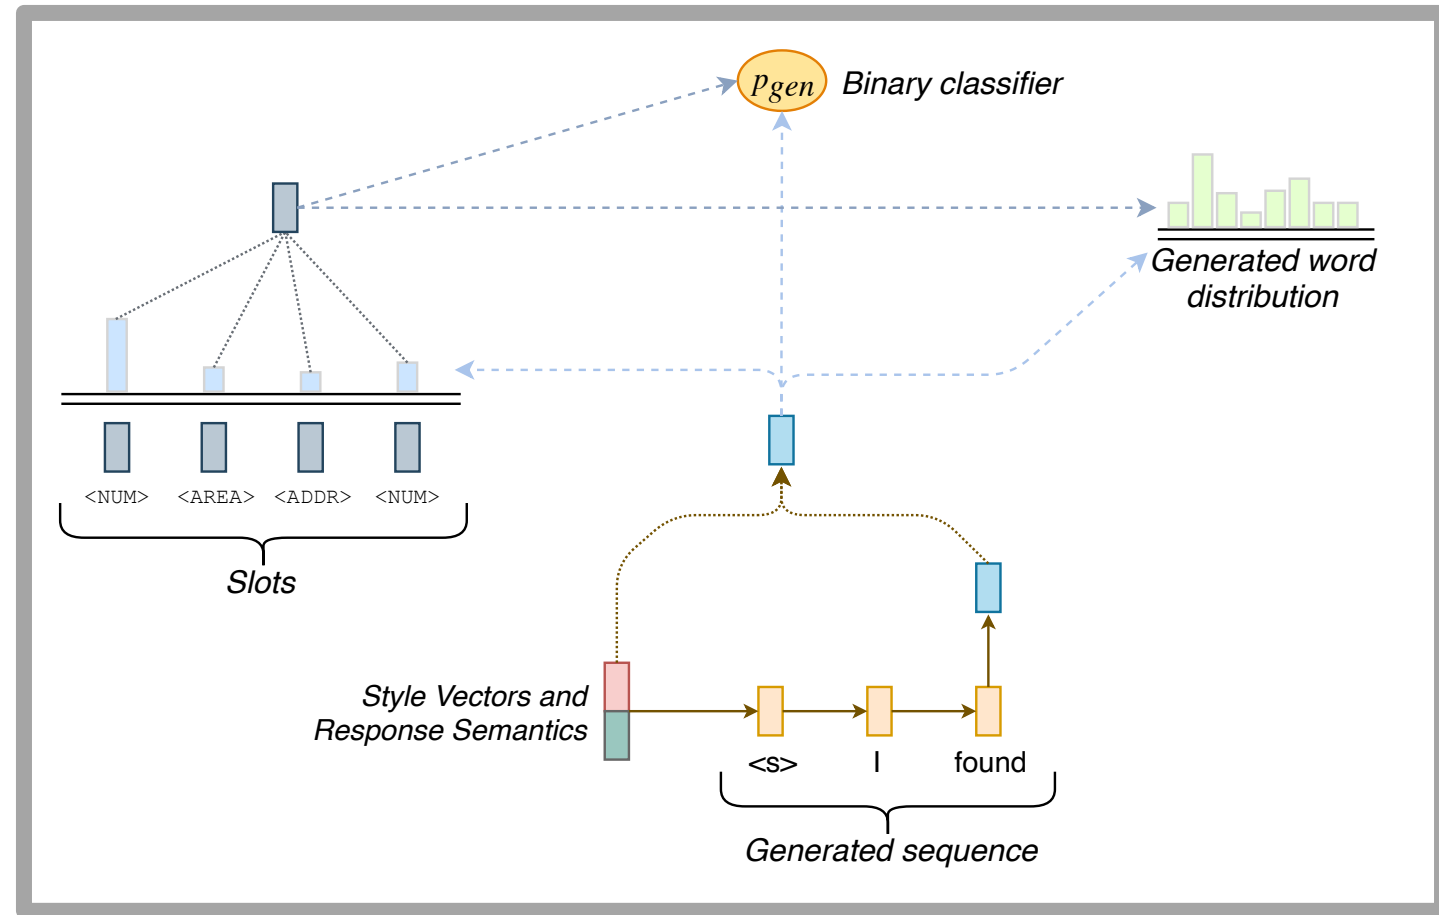 p_gen
Binary classifier
Generated word
distribution
<NUM> <AREA> <ADDR> <NUM>
Slots
Style Vectors and
Response Semantics
<s> I found
Generated sequence